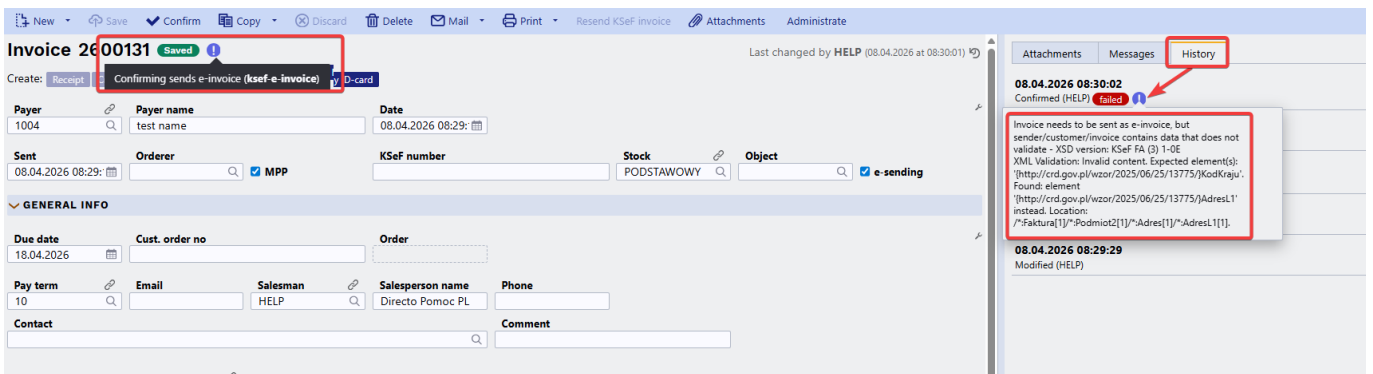 New Save Confirm Copy Discard Delete Mail Print Resend KSeF invoice Attachments Administrate
Invoice 2600131 Saved
Last changed by HELP (08.04.2026 at 08:30:01)
Create: Receipt D-card
Confirming sends e-invoice (ksef-e-invoice)
Payer Payer name Date
1004 test name 08.04.2026 08:29:
Sent Orderer KSeF number Stock Object
08.04.2026 08:29: MPP PODSTAWOWY e-sending
GENERAL INFO
Due date Cust. order no Order
18.04.2026
Pay term Email Salesman Salesperson name Phone
10 HELP Directo Pomoc PL
Contact Comment
Attachments Messages History
08.04.2026 08:30:02
Confirmed (HELP) failed
Invoice needs to be sent as e-invoice, but
sender/customer/invoice contains data that does not
validate - XSD version: KSeF FA (3) 1-0E
XML Validation: Invalid content. Expected element(s):
'{http://crd.gov.pl/wzor/2025/06/25/13775/}KodKraju'.
Found: element
'{http://crd.gov.pl/wzor/2025/06/25/13775/}AdresL1'
instead. Location:
/*:Faktura[1]/*:Podmiot2[1]/*:Adres[1]/*:AdresL1[1].
08.04.2026 08:29:29
Modified (HELP)